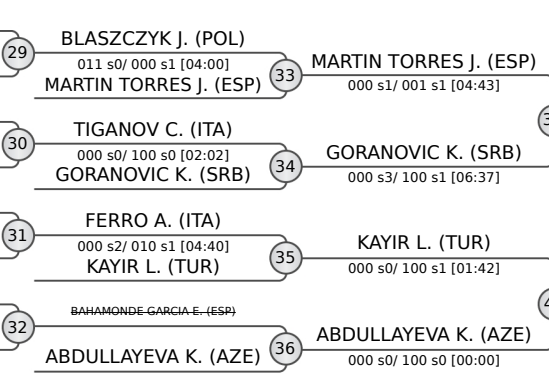 29
BLASZCZYK J. (POL)
011 s0/ 000 s1 [04:00]
MARTIN TORRES J. (ESP)
33
MARTIN TORRES J. (ESP)
000 s1/ 001 s1 [04:43]
30
TIGANOV C. (ITA)
000 s0/ 100 s0 [02:02]
GORANOVIC K. (SRB)
34
GORANOVIC K. (SRB)
000 s3/ 100 s1 [06:37]
31
FERRO A. (ITA)
000 s2/ 010 s1 [04:40]
KAYIR L. (TUR)
35
KAYIR L. (TUR)
000 s0/ 100 s1 [01:42]
32
BAHAMONDE GARCIA E. (ESP)
ABDULLAYEVA K. (AZE)
36
ABDULLAYEVA K. (AZE)
000 s0/ 100 s0 [00:00]